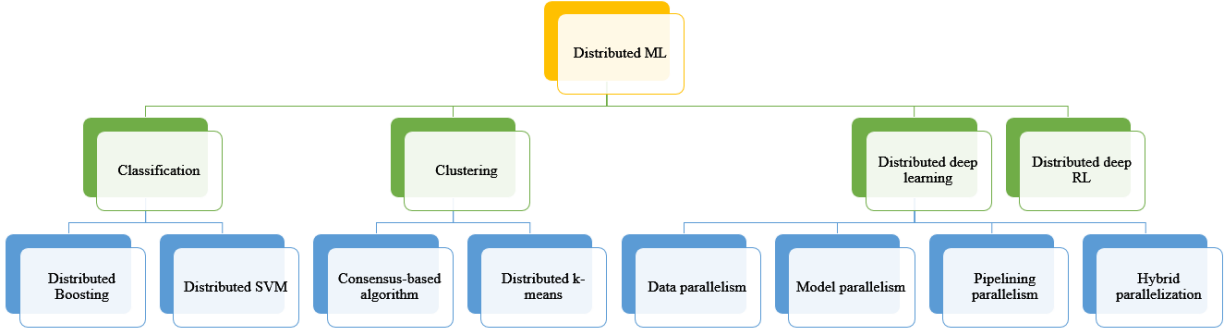 Distributed ML
Classification
Clustering
Distributed deep
learning
Distributed deep
RL
Distributed
Boosting
Distributed SVM
Consensus-based
algorithm
Distributed k-
means
Data parallelism
Model parallelism
Pipelining
parallelism
Hybrid
parallelization